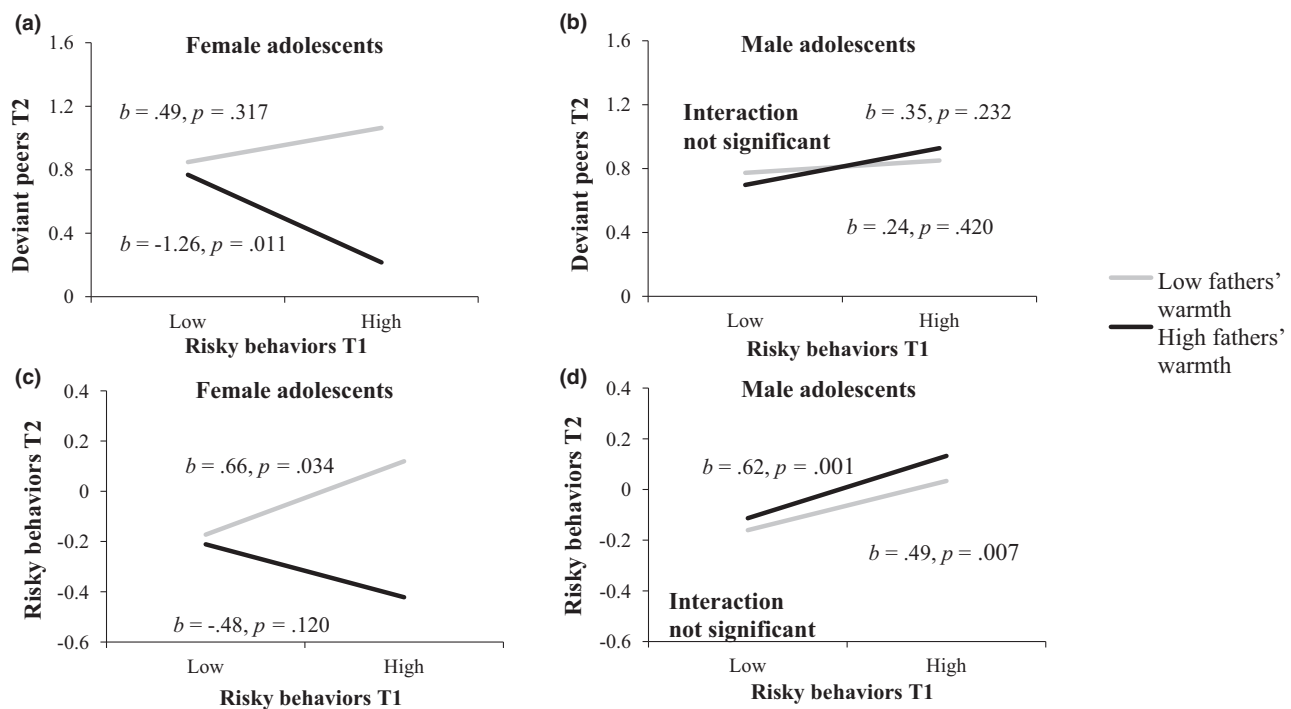 (a)
Female adolescents
1.6
1.2
0.8
0.4
0
Deviant peers T2
b = .49, p = .317
b = -1.26, p = .011
Low
High
Risky behaviors T1
(b)
Male adolescents
1.6
1.2
0.8
0.4
0
Deviant peers T2
Interaction
not significant
b = .35, p = .232
b = .24, p = .420
Low
High
Risky behaviors T1
Low fathers’
warmth
High fathers’
warmth
(c)
Female adolescents
0.4
0.2
0
-0.2
-0.4
-0.6
Risky behaviors T2
b = .66, p = .034
b = -.48, p = .120
Low
High
Risky behaviors T1
(d)
Male adolescents
0.4
0.2
0
-0.2
-0.4
-0.6
Risky behaviors T2
b = .62, p = .001
b = .49, p = .007
Interaction
not significant
Low
High
Risky behaviors T1